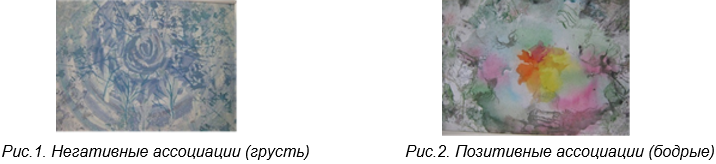 Рис.1. Негативные ассоциации (грусть)
Рис.2. Позитивные ассоциации (бодрые)